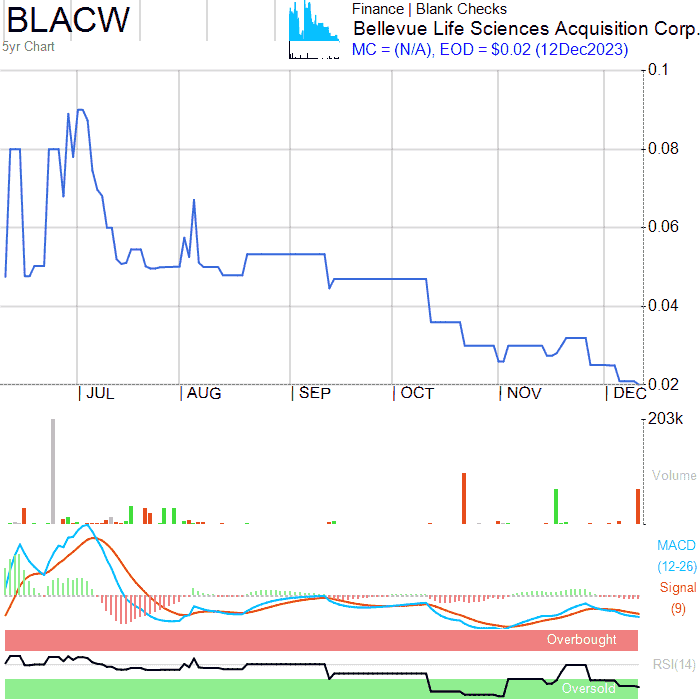 BLACW
5yr Chart
Finance | Blank Checks
Bellevue Life Sciences Acquisition Corp.
MC = (N/A), EOD = $0.02 (12Dec2023)
0.1
0.08
0.06
0.04
0.02
| JUL | AUG | SEP | OCT | NOV | DEC
203k
Volume
MACD
(12-26)
Signal
(9)
Overbought
RSI(14)
Oversold